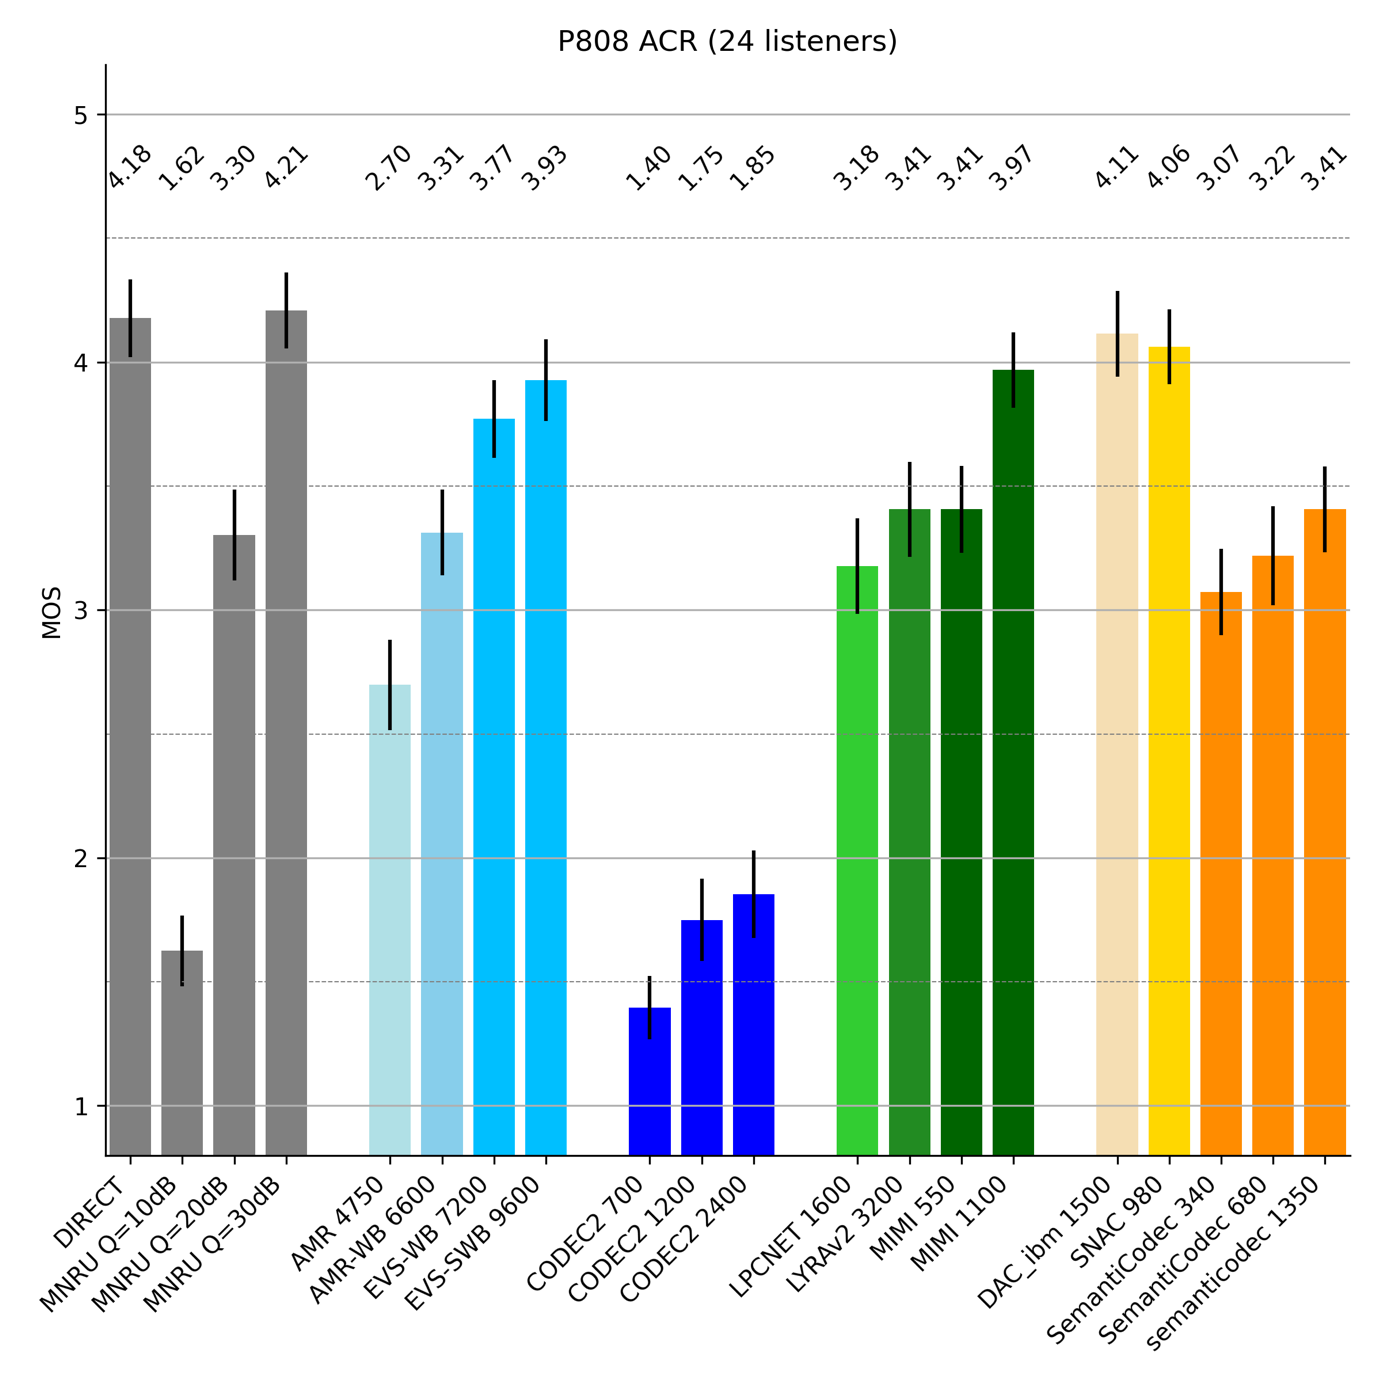 P808 ACR (24 listeners)
5
4
3
2
1
MOS
4.18
1.62
3.30
4.21
2.70
3.31
3.77
3.93
1.40
1.75
1.85
3.18
3.41
3.41
3.97
4.11
4.06
3.07
3.22
3.41
DIRECT
MNRU Q=10dB
MNRU Q=20dB
MNRU Q=30dB
AMR 4750
AMR-WB 6600
EVS-WB 7200
EVS-SWB 9600
CODEC2 700
CODEC2 1200
CODEC2 2400
LPCNET 1600
LYRAv2 3200
MIMI 550
MIMI 1100
DAC_ibm 1500
SNAC 980
SemantiCodec 340
SemantiCodec 680
semanticodec 1350